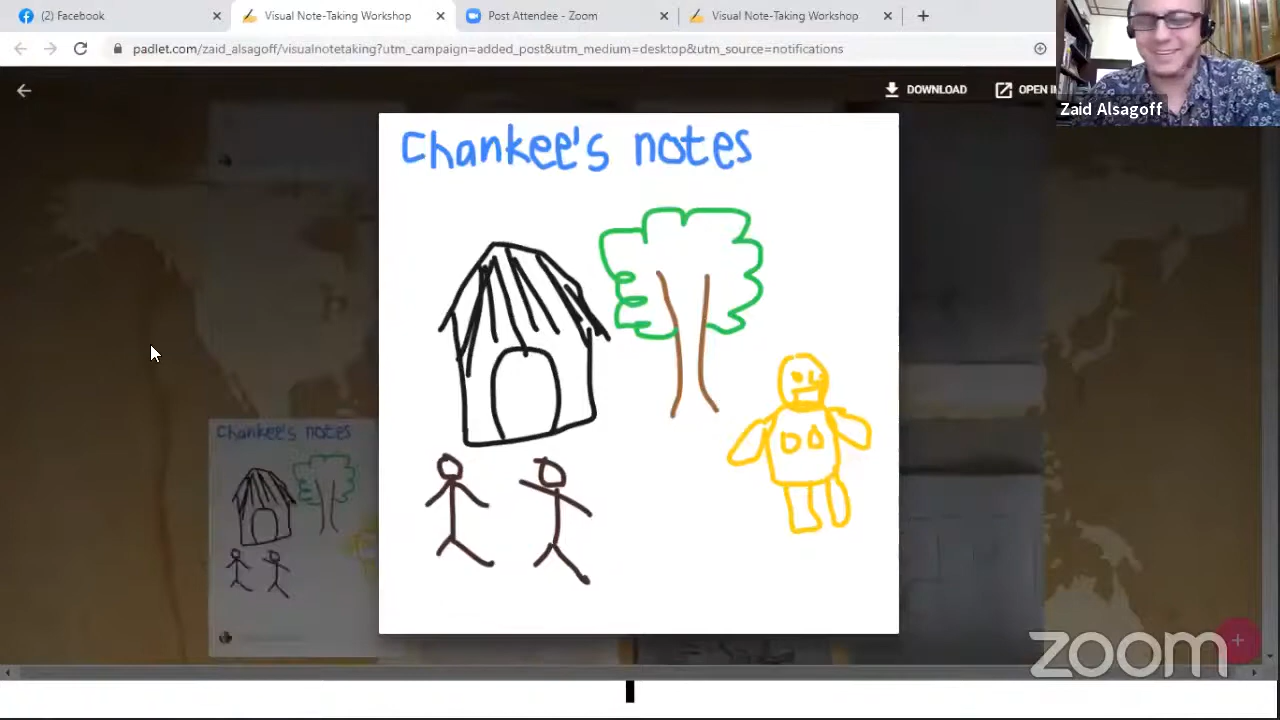 (2) Facebook
Visual Note-Taking Workshop
Post Attendee - Zoom
Visual Note-Taking Workshop
padlet.com/zaid_alsagoff/visualnotetaking?utm_campaign=added_post&utm_medium=desktop&utm_source=notifications
DOWNLOAD
OPEN
Zaid Alsagoff
Chankee's notes
Chankee's notes
zoom